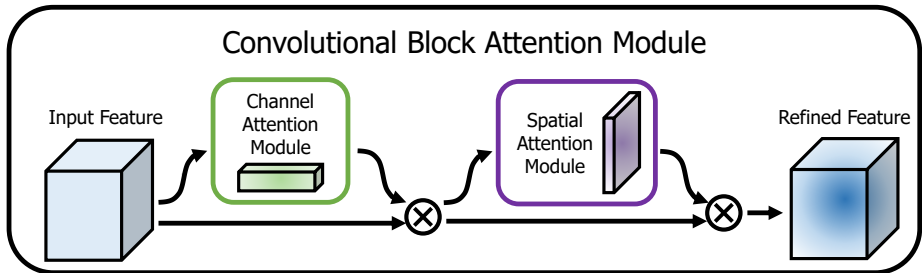 Convolutional Block Attention Module
Input Feature
Channel
Attention
Module
Spatial
Attention
Module
Refined Feature